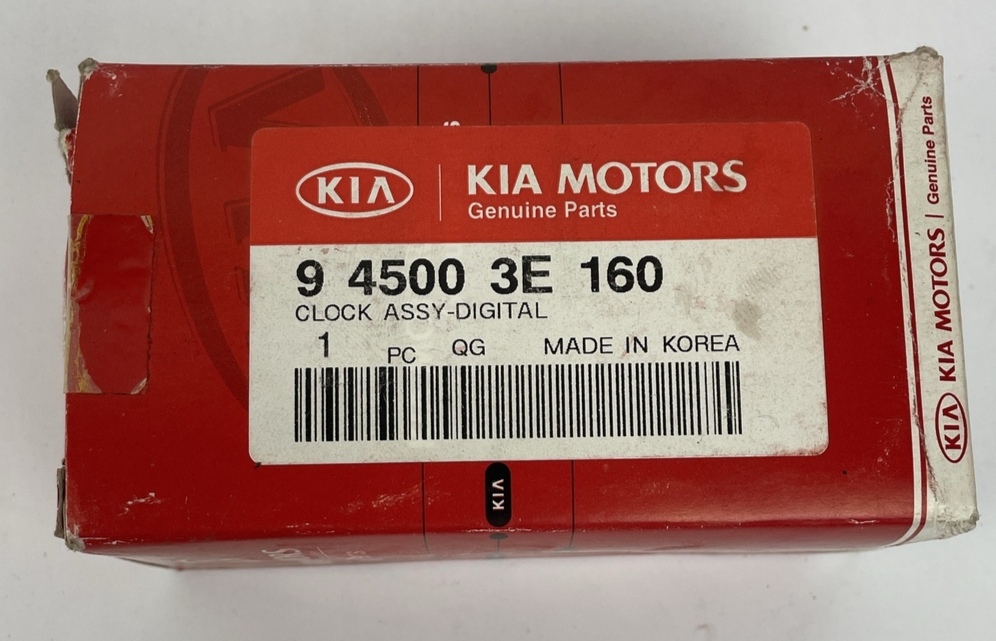 KIA
KIA MOTORS
Genuine Parts
9 4500 3E 160
CLOCK ASSY-DIGITAL
1 PC QG MADE IN KOREA
KIA
KIA KIA MOTORS | Genuine Parts